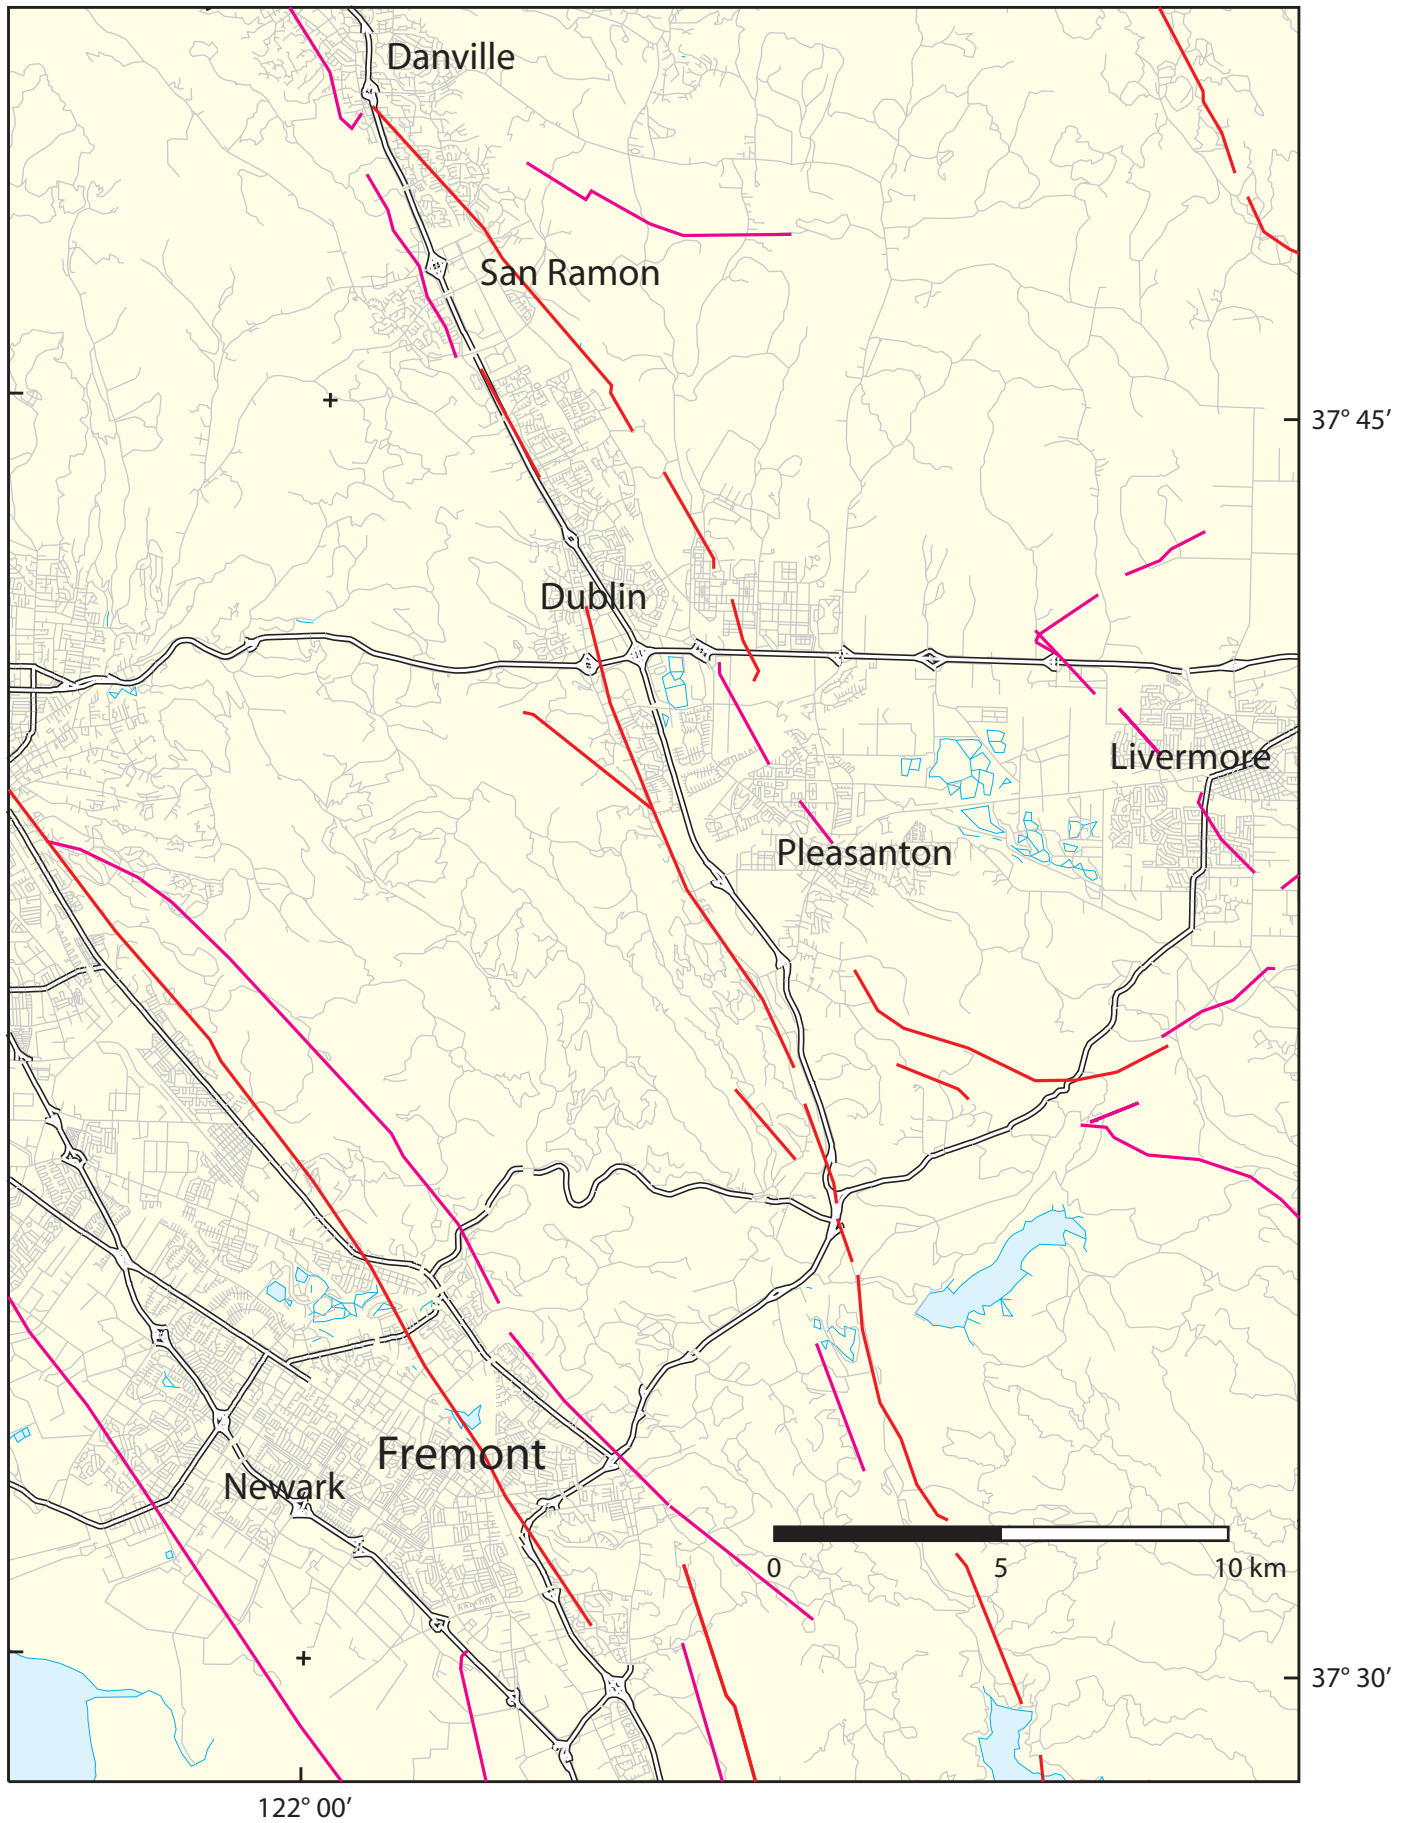 Danville
San Ramon
37° 45′
Dublin
Livermore
Pleasanton
Fremont
Newark
0 5 10 km
37° 30′
122° 00′